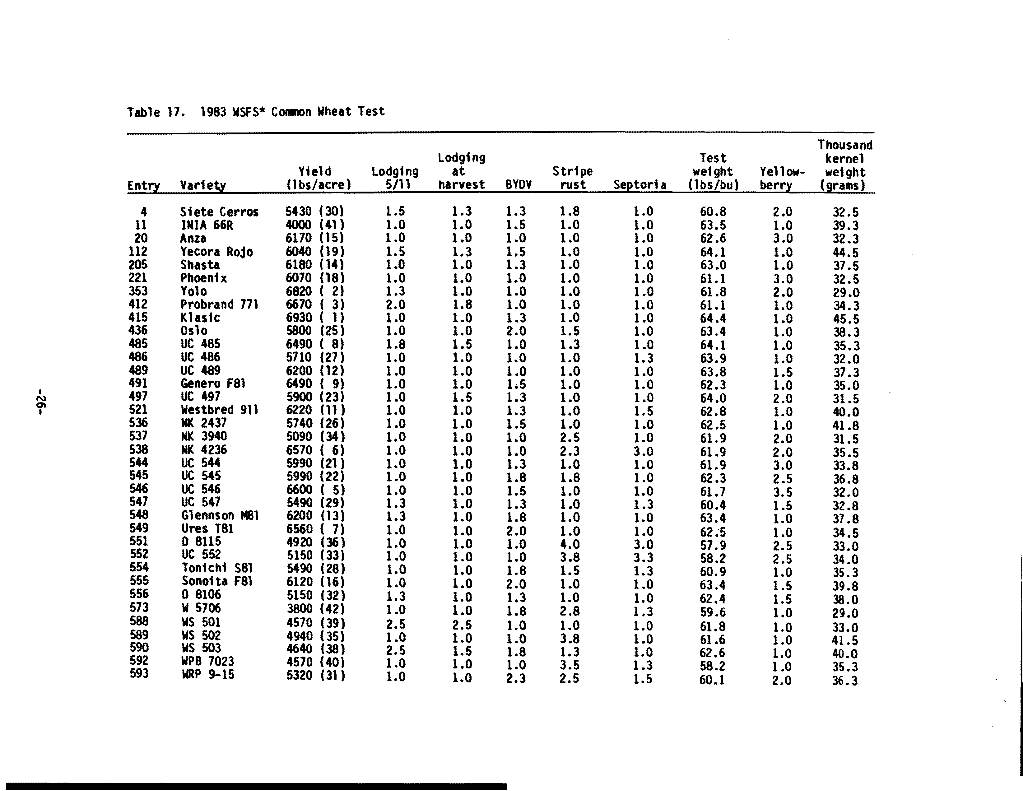 Table 17. 1983 WSFS* Common Wheat Test
Thousand
Lodging Test kernel
Yield Lodging at Stripe weight Yellow- weight
Entry Variety (lbs/acre) 5/11 harvest BYDV rust Septoria (lbs/bu) berry (grams)
4 Siete Cerros 5430 (30) 1.5 1.3 1.3 1.8 1.0 60.8 2.0 32.5
11 INIA 66R 4000 (41) 1.0 1.0 1.5 1.0 1.0 63.5 1.0 39.3
20 Anza 6170 (15) 1.0 1.0 1.0 1.0 1.0 62.6 3.0 32.3
112 Yecora Rojo 6040 (19) 1.5 1.3 1.5 1.0 1.0 64.1 1.0 44.5
205 Shasta 6180 (14) 1.0 1.0 1.3 1.0 1.0 63.0 1.0 37.5
221 Phoenix 6070 (18) 1.0 1.0 1.0 1.0 1.0 61.1 3.0 32.5
353 Yolo 6820 ( 2) 1.3 1.0 1.0 1.0 1.0 61.8 2.0 29.0
412 Probrand 771 6670 ( 3) 2.0 1.8 1.0 1.0 1.0 61.1 1.0 34.3
415 Klasic 6930 ( 1) 1.0 1.0 1.3 1.0 1.0 64.4 1.0 45.5
436 Oslo 5800 (25) 1.0 1.0 2.0 1.5 1.0 63.4 1.0 38.3
485 UC 485 6490 ( 8) 1.8 1.5 1.0 1.3 1.0 64.1 1.0 35.3
486 UC 486 5710 (27) 1.0 1.0 1.0 1.0 1.3 63.9 1.0 32.0
489 UC 489 6200 (12) 1.0 1.0 1.0 1.0 1.0 63.8 1.5 37.3
491 Genero F81 6490 ( 9) 1.0 1.0 1.5 1.0 1.0 62.3 1.0 35.0
497 UC 497 5900 (23) 1.0 1.5 1.3 1.0 1.0 64.0 2.0 31.5
521 Westbred 911 6220 (11) 1.0 1.0 1.3 1.0 1.5 62.8 1.0 40.0
536 NK 2437 5740 (26) 1.0 1.0 1.5 1.0 1.0 62.5 1.0 41.8
537 NK 3940 5090 (34) 1.0 1.0 1.0 2.5 1.0 61.9 2.0 31.5
538 NK 4236 6570 ( 6) 1.0 1.0 1.0 2.3 3.0 61.9 2.0 35.5
544 UC 544 5990 (21) 1.0 1.0 1.3 1.0 1.0 61.9 3.0 33.8
545 UC 545 5990 (22) 1.0 1.0 1.8 1.8 1.0 62.3 2.5 36.8
546 UC 546 6600 ( 5) 1.0 1.0 1.5 1.0 1.0 61.7 3.5 32.0
547 UC 547 5490 (29) 1.3 1.0 1.3 1.0 1.3 60.4 1.5 32.8
548 Glennson M81 6200 (13) 1.3 1.0 1.8 1.0 1.0 63.4 1.0 37.8
549 Ures T81 6560 ( 7) 1.0 1.0 2.0 1.0 1.0 62.5 1.0 34.5
551 D 8115 4920 (36) 1.0 1.0 1.0 4.0 3.0 57.9 2.5 33.0
552 UC 552 5150 (33) 1.0 1.0 1.0 3.8 3.3 58.2 2.5 34.0
554 Tonichi S81 5490 (28) 1.0 1.0 1.8 1.5 1.3 60.9 1.0 35.3
555 Sonoita F81 6120 (16) 1.0 1.0 2.0 1.0 1.0 63.4 1.5 39.8
556 D 8106 5150 (32) 1.3 1.0 1.3 1.0 1.0 62.4 1.5 38.0
573 W 5706 3800 (42) 1.0 1.0 1.8 2.8 1.3 59.6 1.0 29.0
588 WS 501 4570 (39) 2.5 2.5 1.0 1.0 1.0 61.8 1.0 33.0
589 WS 502 4940 (35) 1.0 1.0 1.0 3.8 1.0 61.6 1.0 41.5
590 WS 503 4640 (38) 2.5 1.5 1.8 1.3 1.0 62.6 1.0 40.0
592 WPB 7023 4570 (40) 1.0 1.0 1.0 3.5 1.3 58.2 1.0 35.3
593 WRP 9-15 5320 (31) 1.0 1.0 2.3 2.5 1.5 60.1 2.0 36.3
-26-